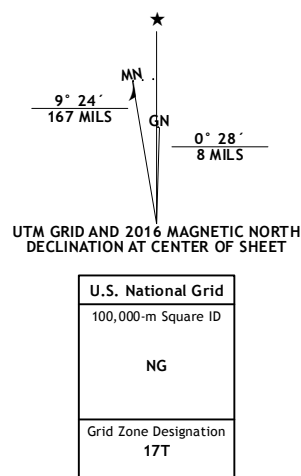 ★
MN
9° 24´
167 MILS
GN
0° 28´
8 MILS
UTM GRID AND 2016 MAGNETIC NORTH
DECLINATION AT CENTER OF SHEET
U.S. National Grid
100,000-m Square ID
NG
Grid Zone Designation
17T